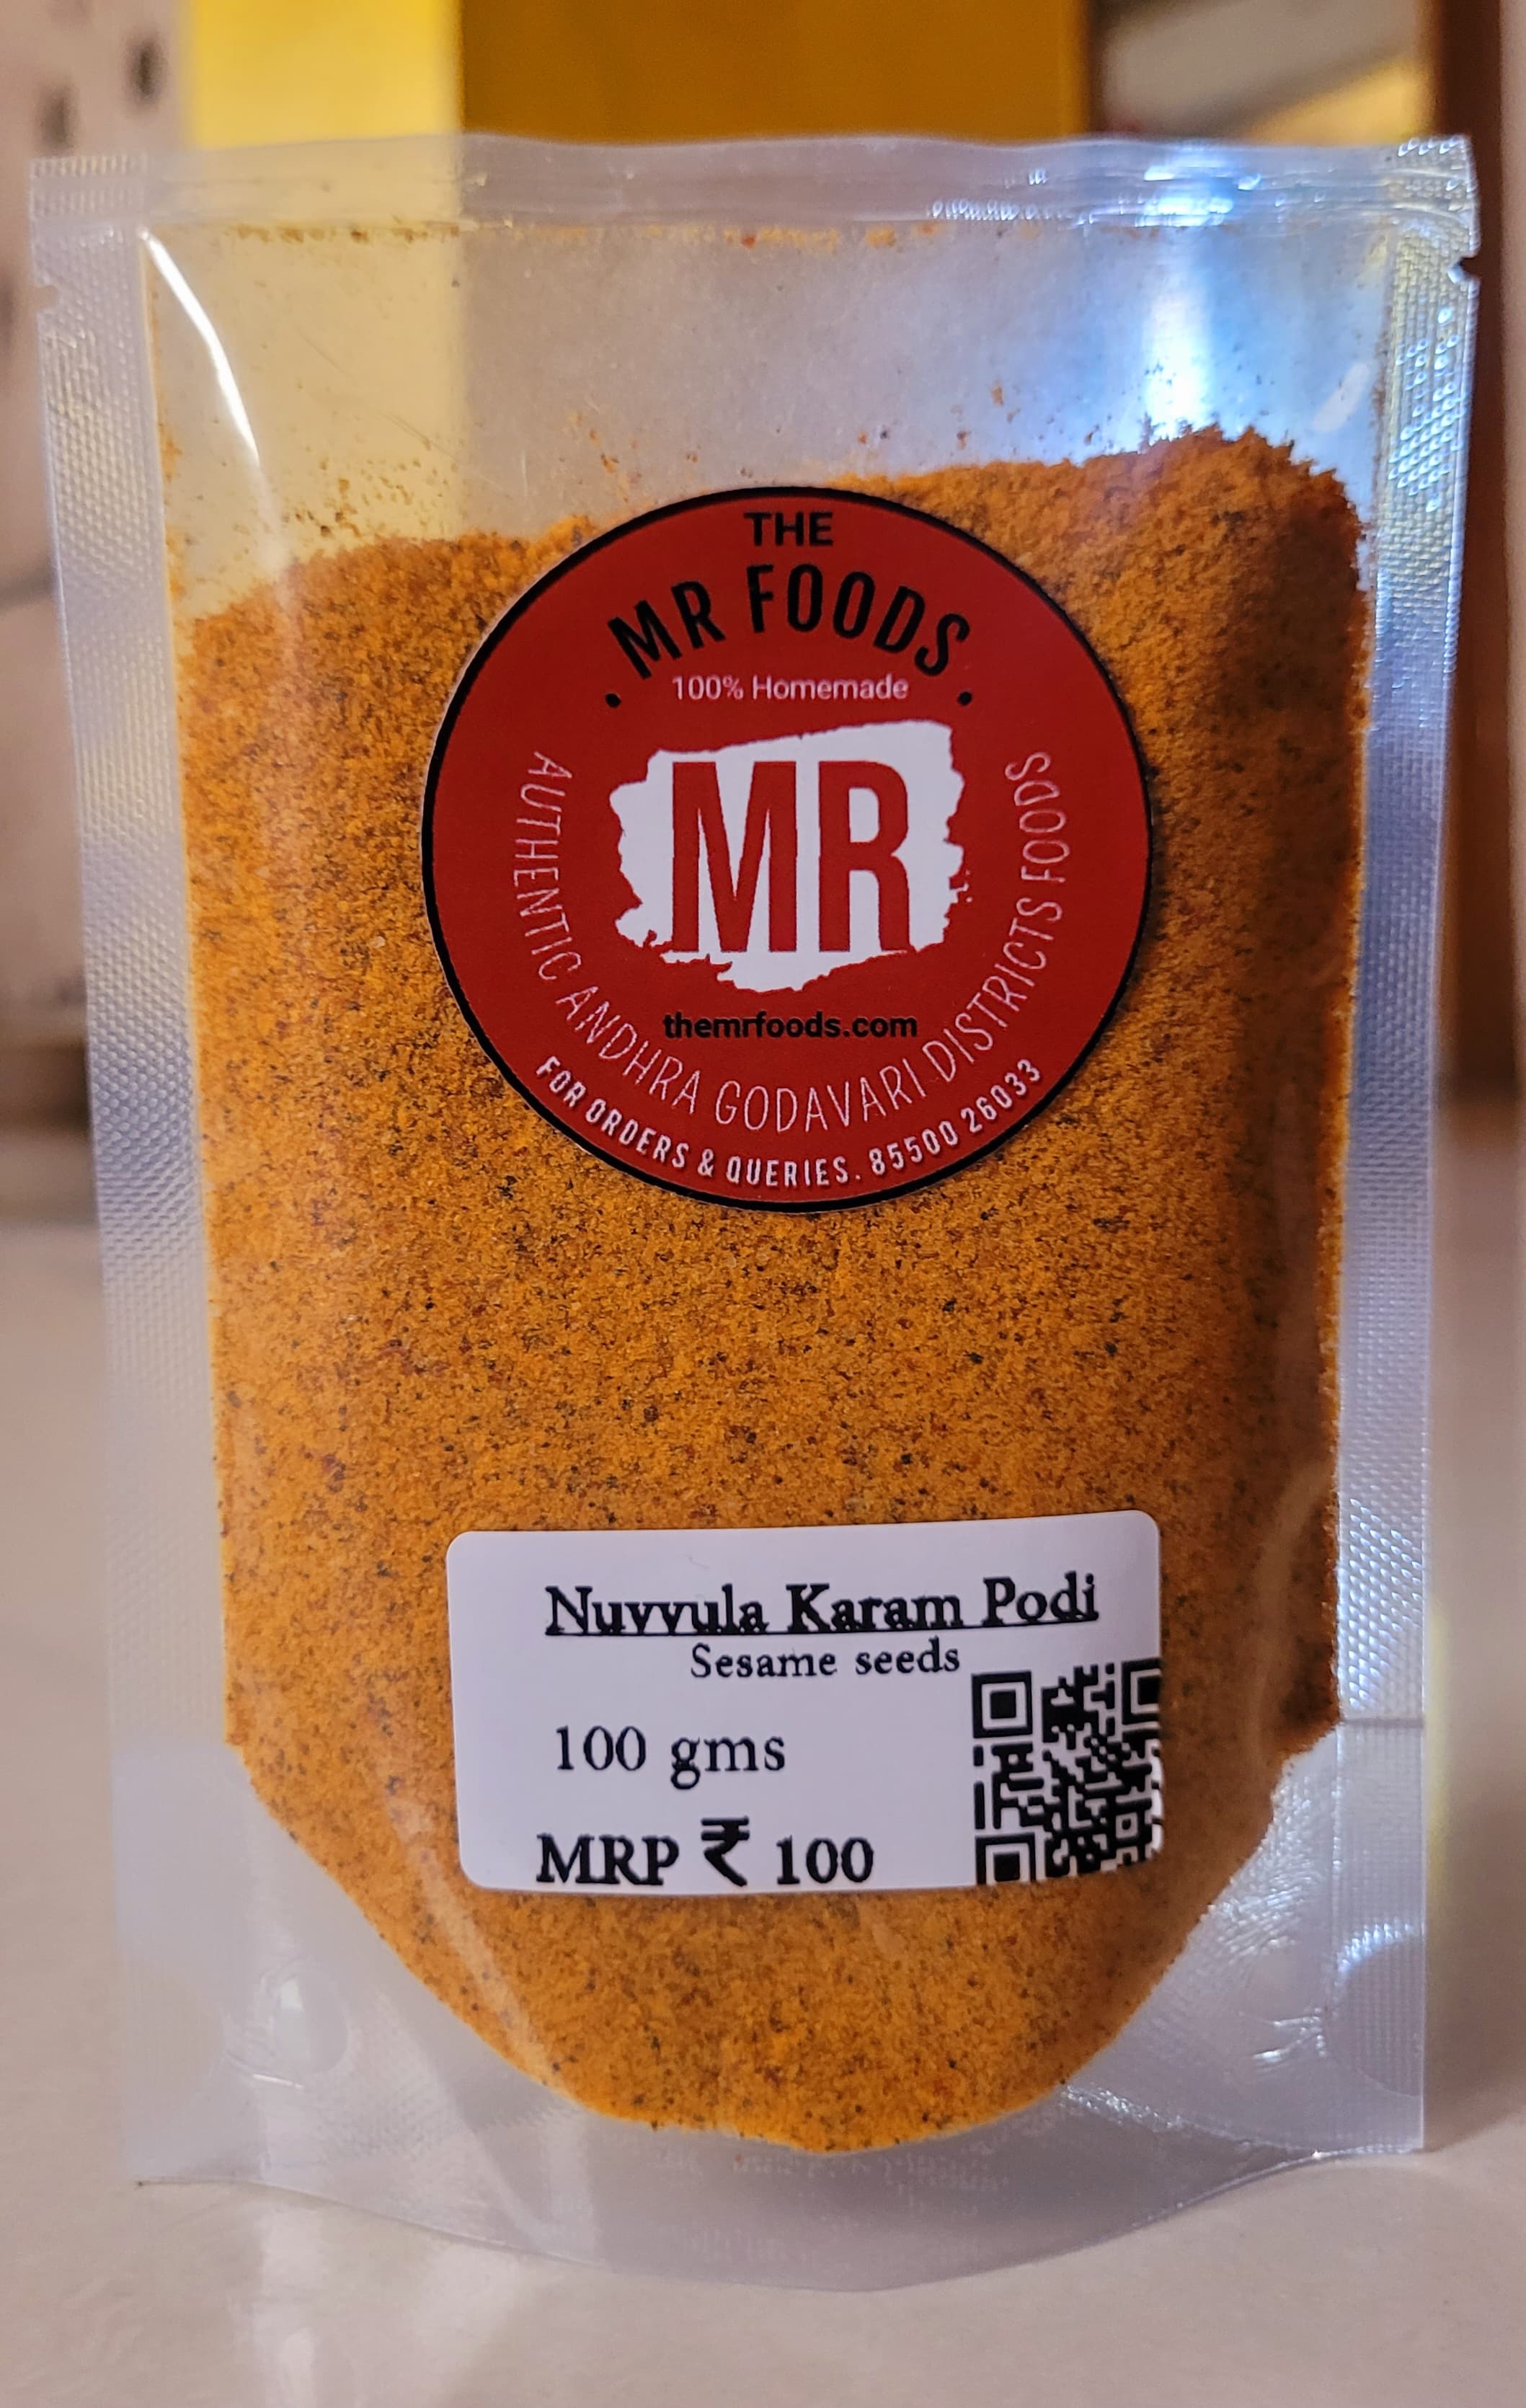 THE
MR FOODS
100% Homemade
MR
themrfoods.com
AUTHENTIC ANDHRA GODAVARI DISTRICTS FOODS
FOR ORDERS & QUERIES. 85500 26033
Nuvvula Karam Podi
Sesame seeds
100 gms
MRP ₹ 100